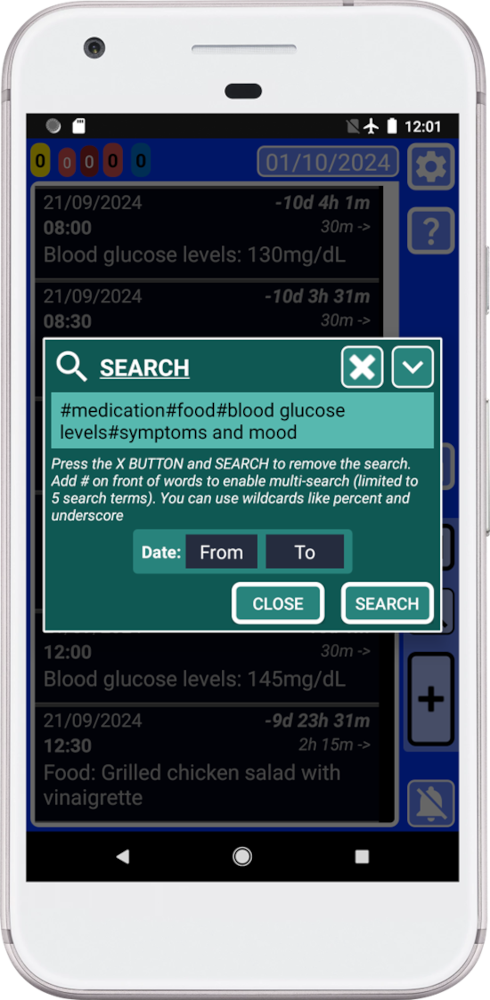 12:01
0 0 0 0 0 01/10/2024
21/09/2024 -10d 4h 1m
08:00 30m ->
Blood glucose levels: 130mg/dL
21/09/2024 -10d 3h 31m
08:30 30m ->
?
SEARCH
#medication#food#blood glucose
levels#symptoms and mood
Press the X BUTTON and SEARCH to remove the search.
Add # on front of words to enable multi-search (limited to
5 search terms). You can use wildcards like percent and
underscore
Date: From To
CLOSE SEARCH
12:00 30m ->
Blood glucose levels: 145mg/dL
21/09/2024 -9d 23h 31m
12:30 2h 15m ->
Food: Grilled chicken salad with
vinaigrette
+